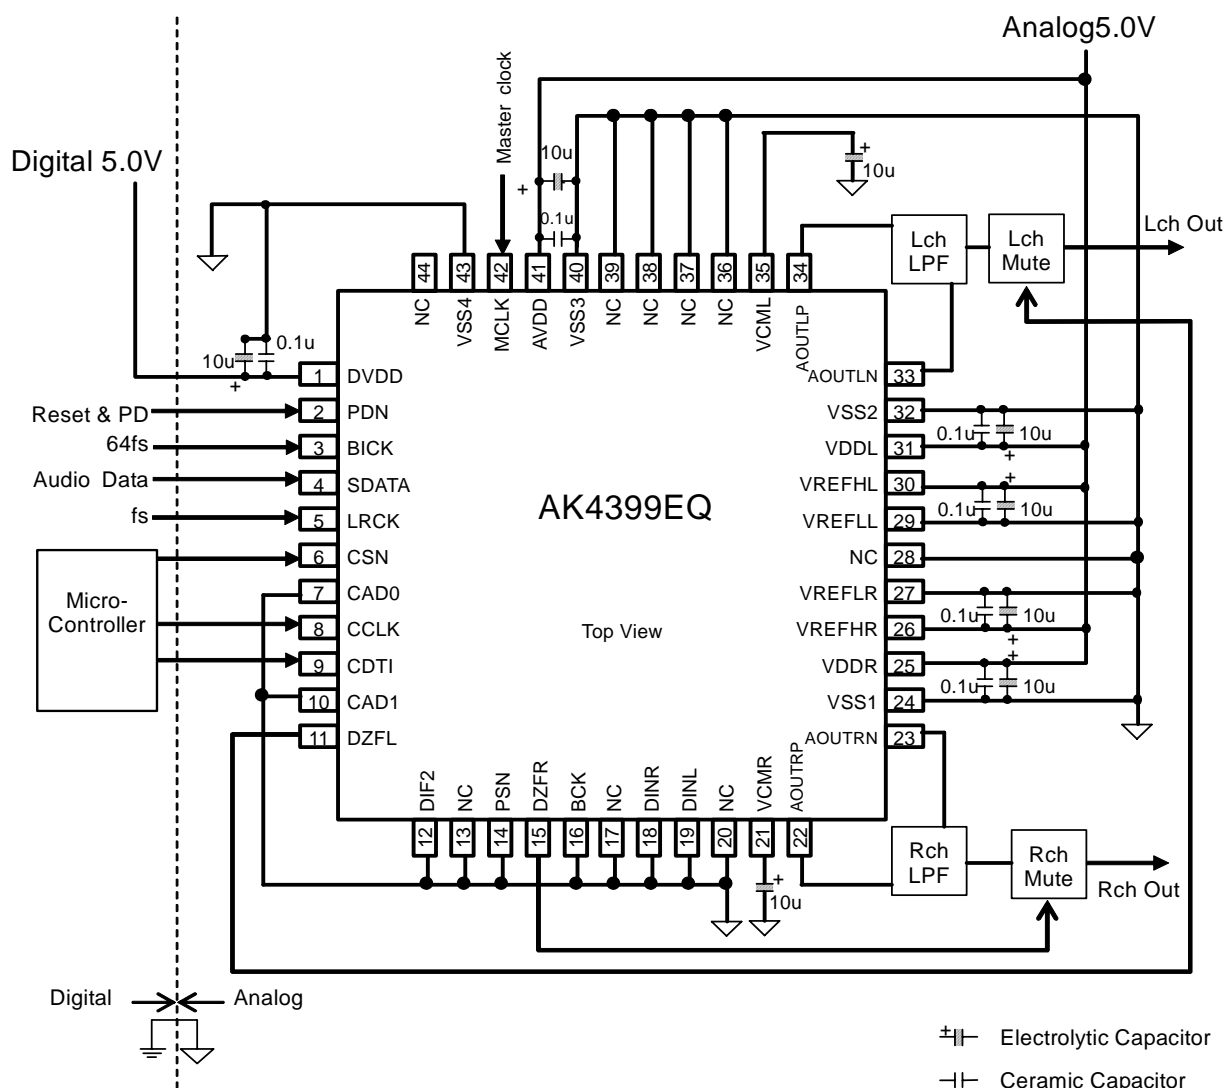 Analog5.0V
Master clock
Digital 5.0V
10u
+
0.1u
+
10u
Lch Out
Lch
LPF
Lch
Mute
44
43
42
41
40
39
38
37
36
35
34
NC
VSS4
MCLK
AVDD
VSS3
NC
NC
NC
NC
VCML
AOUTLP
10u
0.1u
+
1 DVDD
AOUTLN 33
Reset & PD
2 PDN
VSS2 32
64fs
3 BICK
VDDL 31
0.1u
10u
+
Audio Data
4 SDATA
VREFHL 30
+
0.1u
10u
fs
5 LRCK
VREFLL 29
AK4399EQ
6 CSN
NC 28
Micro-
Controller
7 CAD0
VREFLR 27
0.1u
10u
+
8 CCLK
VREFHR 26
Top View
9 CDTI
VDDR 25
+
0.1u
10u
10 CAD1
VSS1 24
11 DZFL
AOUTRN 23
DIF2
NC
PSN
DZFR
BCK
NC
DINR
DINL
NC
VCMR
AOUTRP
12
13
14
15
16
17
18
19
20
21
22
+
10u
Rch
LPF
Rch
Mute
Rch Out
Digital
Analog
+
Electrolytic Capacitor
Ceramic Capacitor